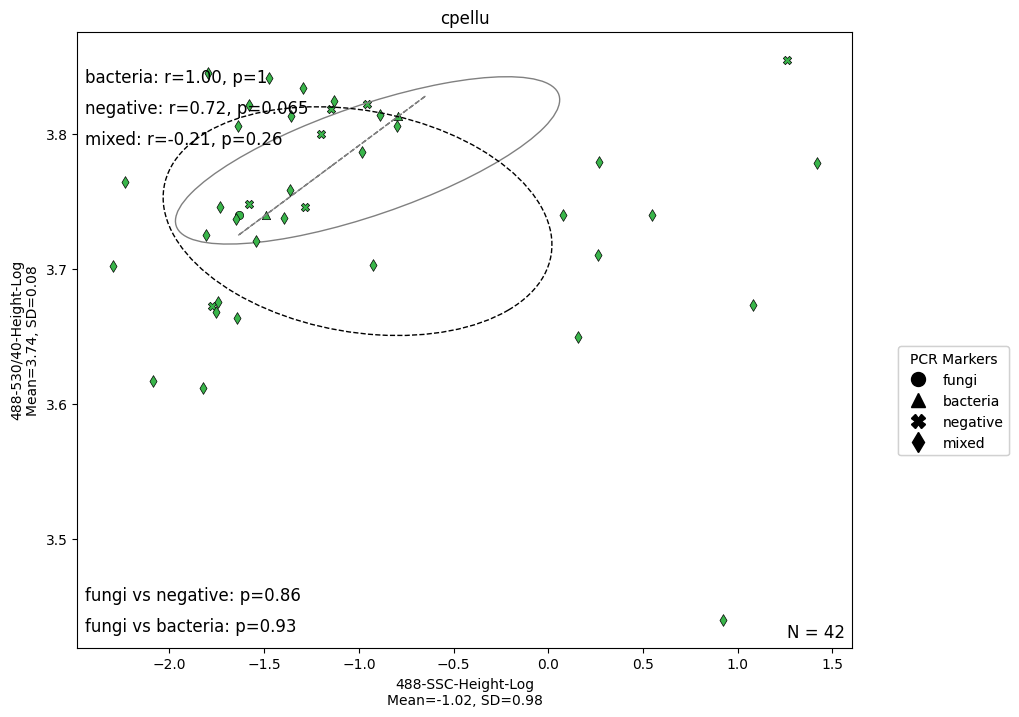 cpellu
bacteria: r=1.00, p=1
negative: r=0.72, p=0.065
mixed: r=-0.21, p=0.26
3.8
3.7
3.6
3.5
488-530/40-Height-Log
Mean=3.74, SD=0.08
PCR Markers
fungi
bacteria
negative
mixed
fungi vs negative: p=0.86
fungi vs bacteria: p=0.93
N = 42
−2.0 −1.5 −1.0 −0.5 0.0 0.5 1.0 1.5
488-SSC-Height-Log
Mean=-1.02, SD=0.98